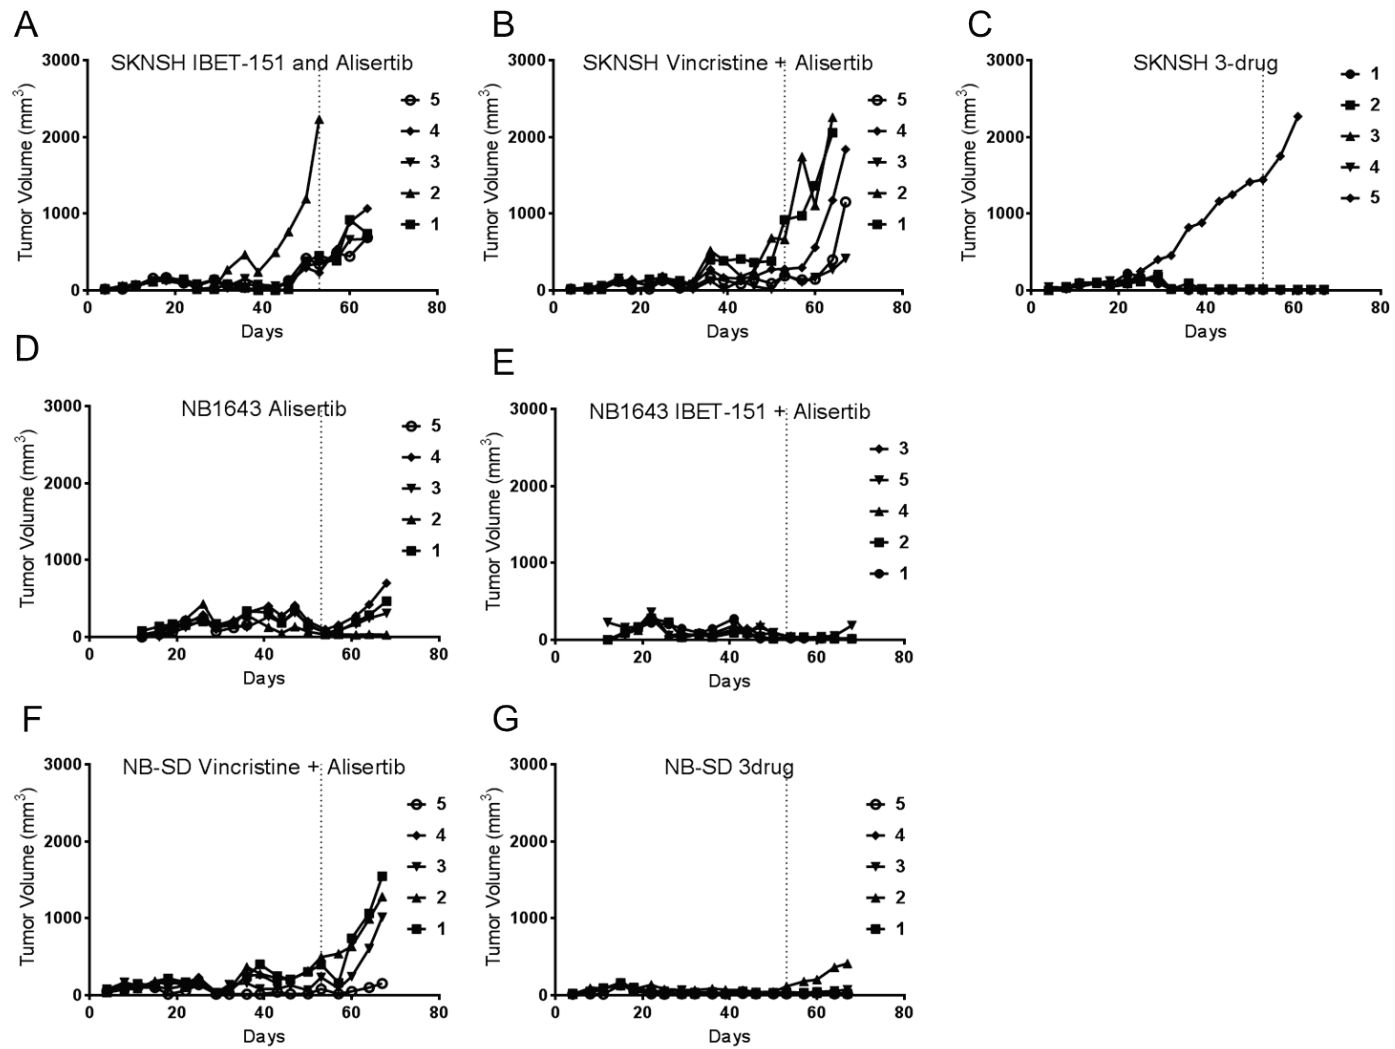 A
SKNSH IBET-151 and Alisertib
Tumor Volume (mm3)
3000
2000
1000
0
0 20 40 60 80
Days
5
4
3
2
1
B
SKNSH Vincristine + Alisertib
Tumor Volume (mm3)
3000
2000
1000
0
0 20 40 60 80
Days
5
4
3
2
1
C
SKNSH 3-drug
Tumor Volume (mm3)
3000
2000
1000
0
0 20 40 60 80
Days
1
2
3
4
5
D
NB1643 Alisertib
Tumor Volume (mm3)
3000
2000
1000
0
0 20 40 60 80
Days
5
4
3
2
1
E
NB1643 IBET-151 + Alisertib
Tumor Volume (mm3)
3000
2000
1000
0
0 20 40 60 80
Days
3
5
4
2
1
F
NB-SD Vincristine + Alisertib
Tumor Volume (mm3)
3000
2000
1000
0
0 20 40 60 80
Days
5
4
3
2
1
G
NB-SD 3drug
Tumor Volume (mm3)
3000
2000
1000
0
0 20 40 60 80
Days
5
4
3
2
1